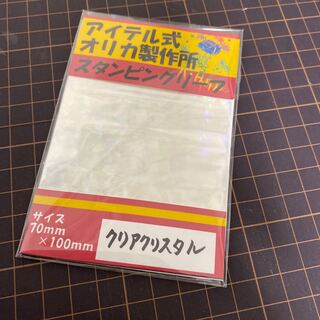 アイテル式
オリカ製作所
スタンピングリーフ
サイズ
70mm
×100mm
クリアクリスタル